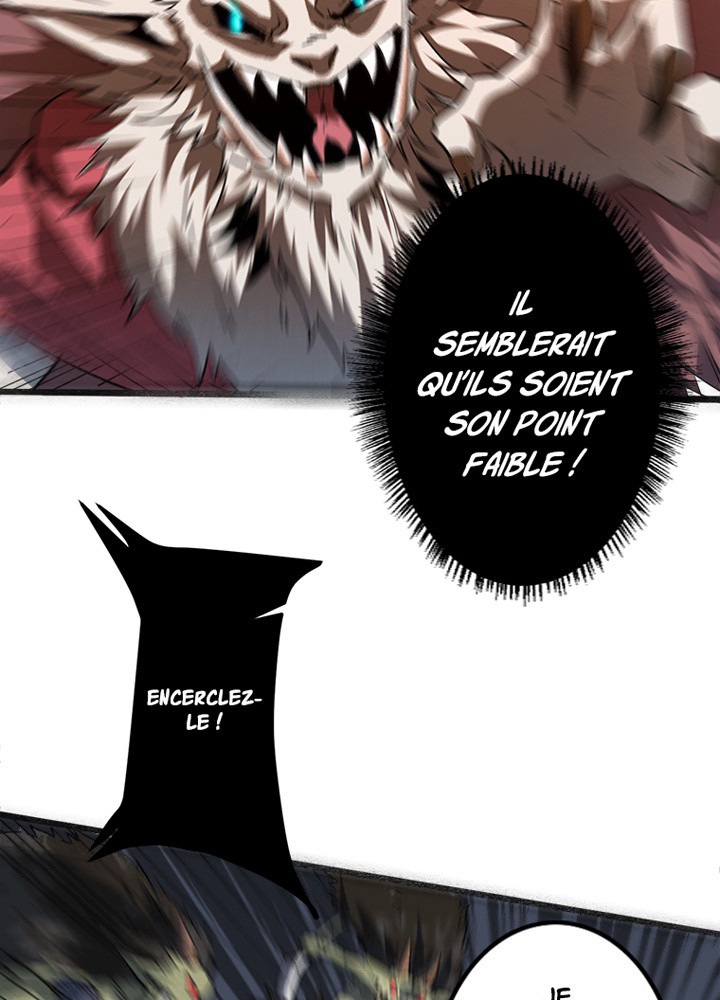 IL
SEMBLERAIT
QU'ILS SOIENT
SON POINT
FAIBLE !
ENCERCLEZ-
LE !
JE